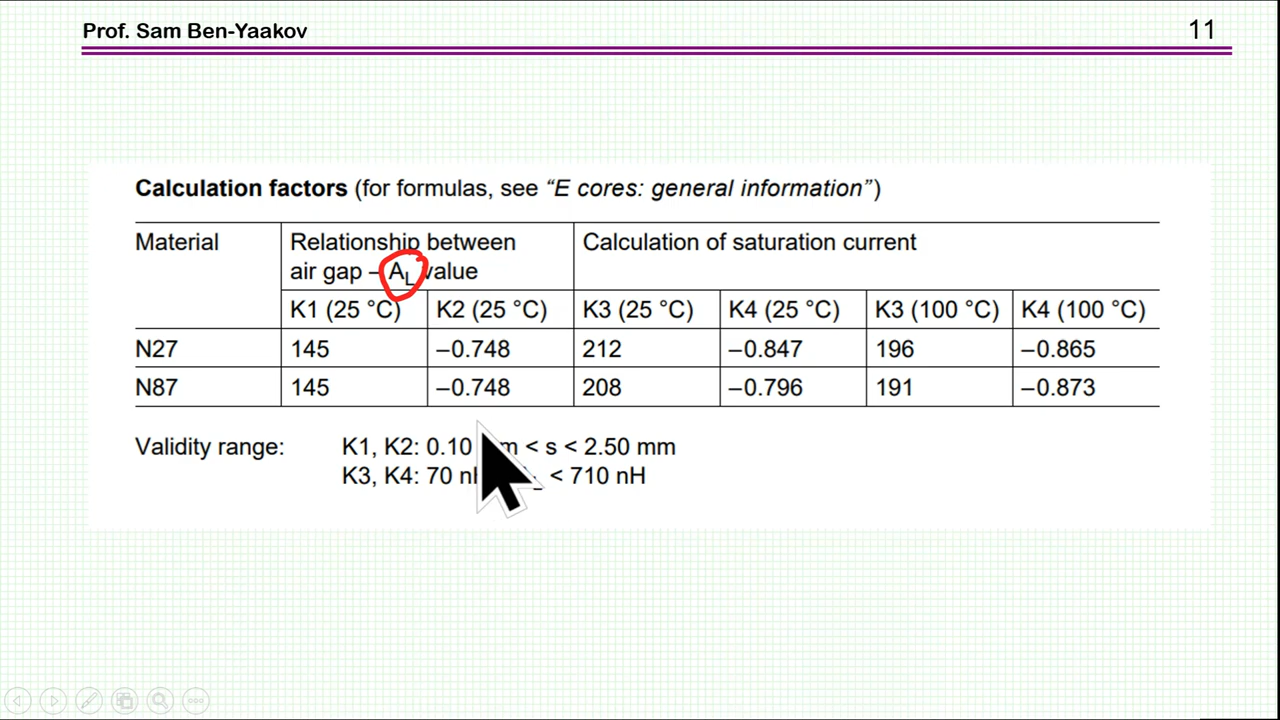 Prof. Sam Ben-Yaakov
11
Calculation factors (for formulas, see “E cores: general information”)
Material
Relationship between
air gap – AL value
Calculation of saturation current
K1 (25 °C) K2 (25 °C) K3 (25 °C) K4 (25 °C) K3 (100 °C) K4 (100 °C)
N27 145 –0.748 212 –0.847 196 –0.865
N87 145 –0.748 208 –0.796 191 –0.873
Validity range: K1, K2: 0.10 < s < 2.50 mm
K3, K4: 70 < 710 nH